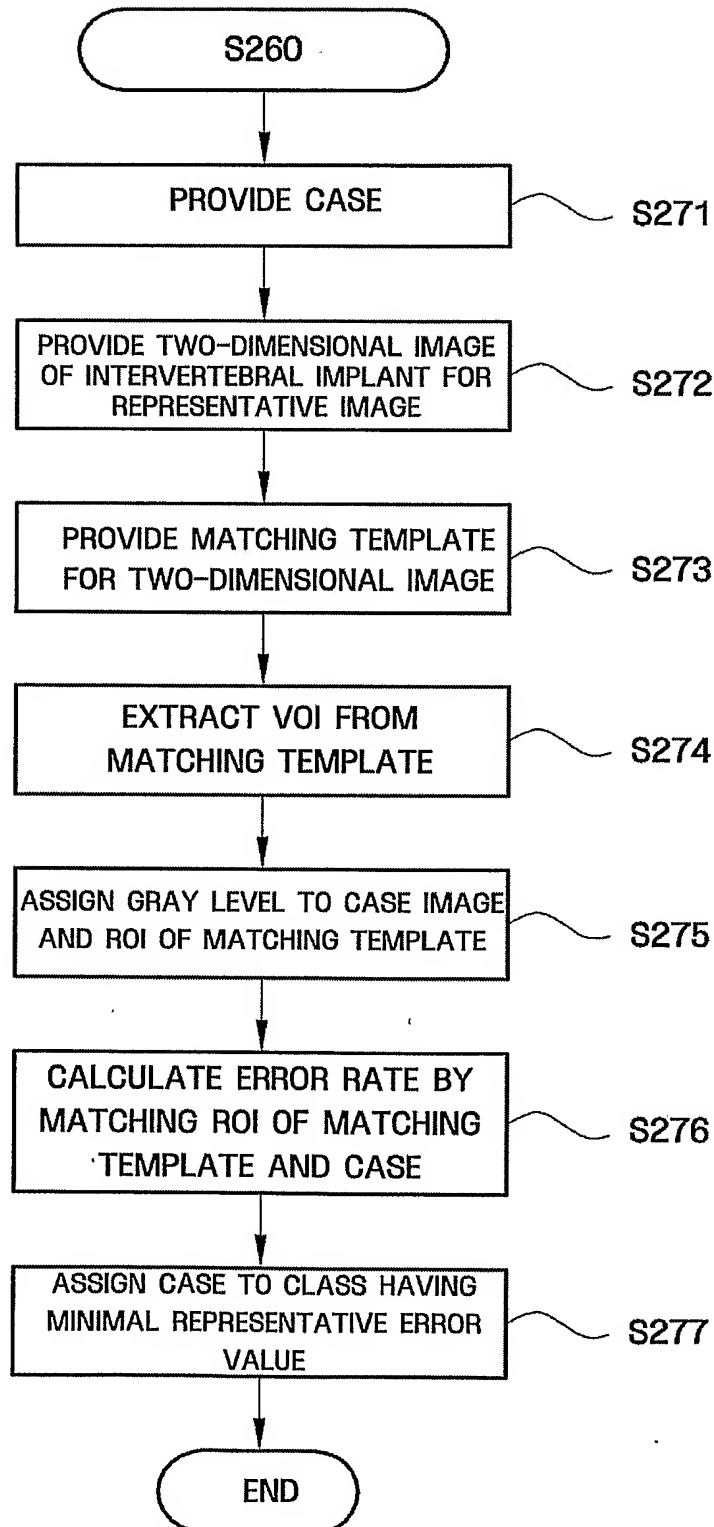 S260
PROVIDE CASE
S271
PROVIDE TWO-DIMENSIONAL IMAGE
OF INTERVERTEBRAL IMPLANT FOR
REPRESENTATIVE IMAGE
S272
PROVIDE MATCHING TEMPLATE
FOR TWO-DIMENSIONAL IMAGE
S273
EXTRACT VOI FROM
MATCHING TEMPLATE
S274
ASSIGN GRAY LEVEL TO CASE IMAGE
AND ROI OF MATCHING TEMPLATE
S275
CALCULATE ERROR RATE BY
MATCHING ROI OF MATCHING
TEMPLATE AND CASE
S276
ASSIGN CASE TO CLASS HAVING
MINIMAL REPRESENTATIVE ERROR
VALUE
S277
END